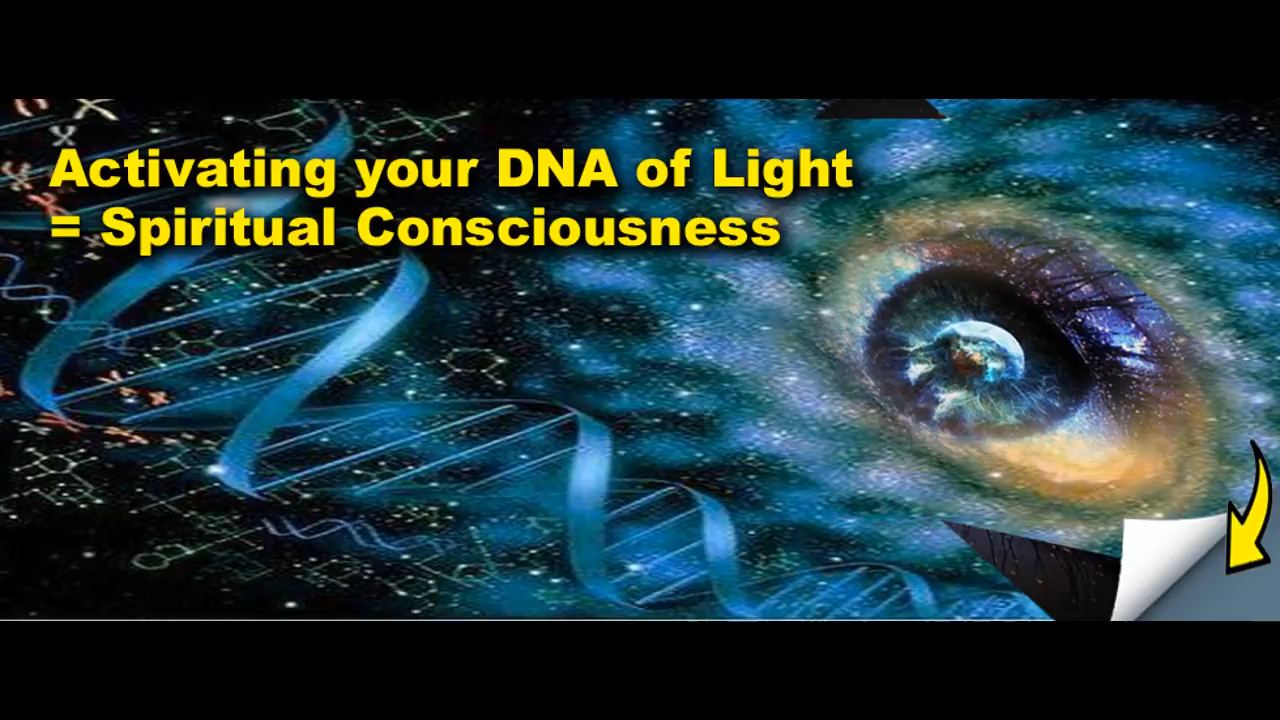 Activating your DNA of Light
= Spiritual Consciousness